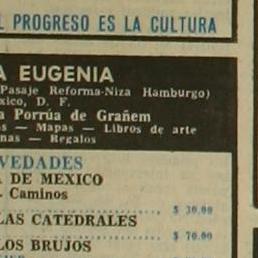 EL PROGRESO ES LA CULTURA
A EUGENIA
Pasaje Reforma-Niza Hamburgo)
xico, D. F.
a Porrúa de Grañem
as — Mapas — Libros de arte
nas — Regalos
VEDADES
A DE MEXICO
- Caminos
$ 30.00
LAS CATEDRALES
$ 70.00
LOS BRUJOS